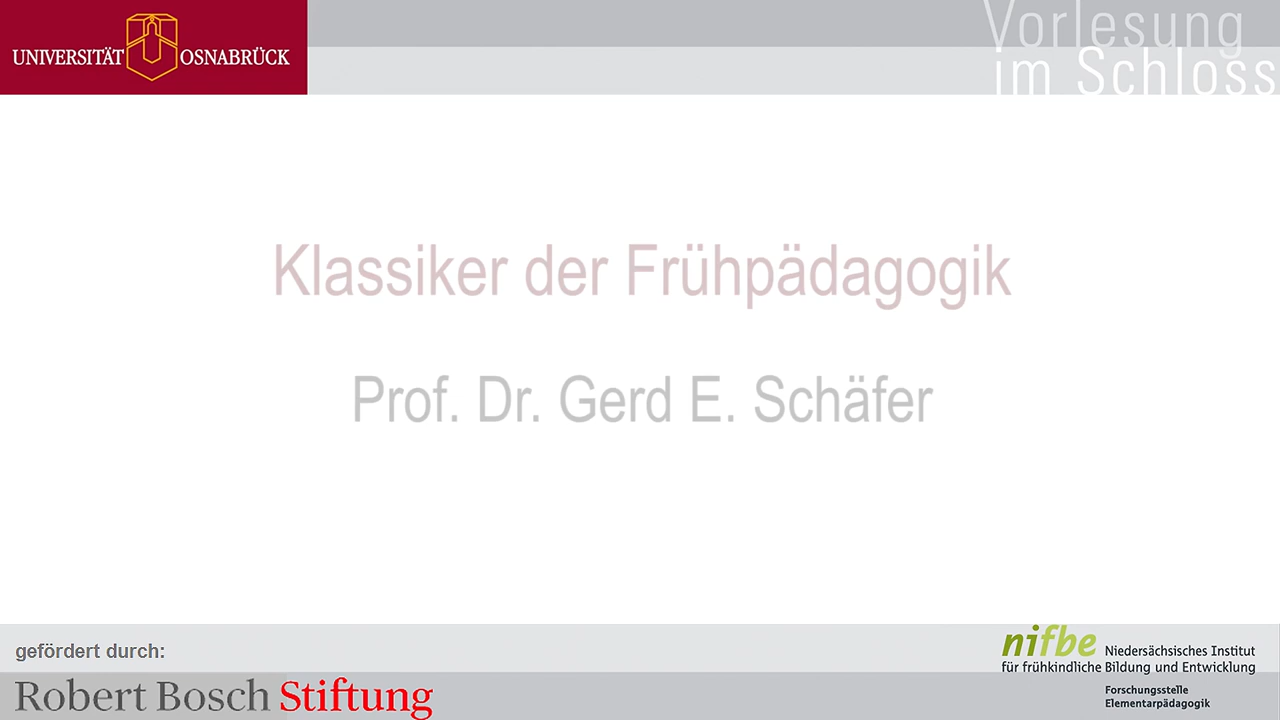 UNIVERSITÄT OSNABRÜCK
Vorlesung
im Schloss
Klassiker der Frühpädagogik
Prof. Dr. Gerd E. Schäfer
gefördert durch:
Robert Bosch Stiftung
nifbe Niedersächsisches Institut
für frühkindliche Bildung und Entwicklung
Forschungsstelle
Elementarpädagogik